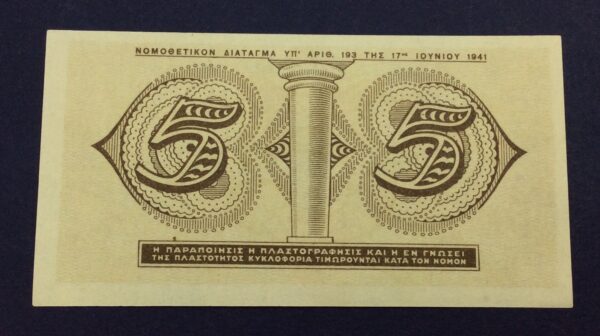 ΝΟΜΟΘΕΤΙΚΟΝ ΔΙΑΤΑΓΜΑ ΥΠ' ΑΡΙΘ. 193 ΤΗΣ 17ης ΙΟΥΝΙΟΥ 1941
5 5
Η ΠΑΡΑΠΟΙΗΣΙΣ Η ΠΛΑΣΤΟΓΡΑΦΗΣΙΣ ΚΑΙ Η ΕΝ ΓΝΩΣΕΙ
ΤΗΣ ΠΛΑΣΤΟΤΗΤΟΣ ΚΥΚΛΟΦΟΡΙΑ ΤΙΜΩΡΟΥΝΤΑΙ ΚΑΤΑ ΤΟΝ ΝΟΜΟΝ